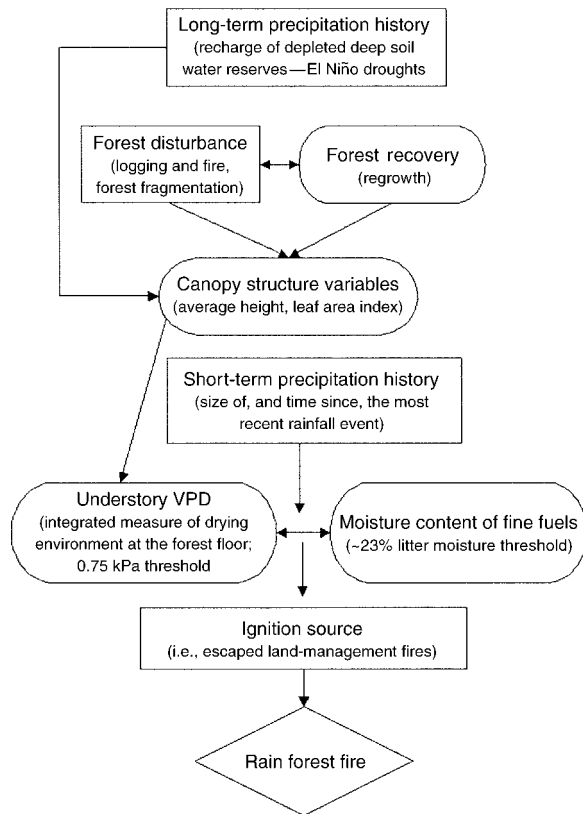 Long-term precipitation history
(recharge of depleted deep soil
water reserves—El Niño droughts
Forest disturbance
(logging and fire,
forest fragmentation)
Forest recovery
(regrowth)
Canopy structure variables
(average height, leaf area index)
Short-term precipitation history
(size of, and time since, the most
recent rainfall event)
Understory VPD
(integrated measure of drying
environment at the forest floor;
0.75 kPa threshold)
Moisture content of fine fuels
(~23% litter moisture threshold)
Ignition source
(i.e., escaped land-management fires)
Rain forest fire